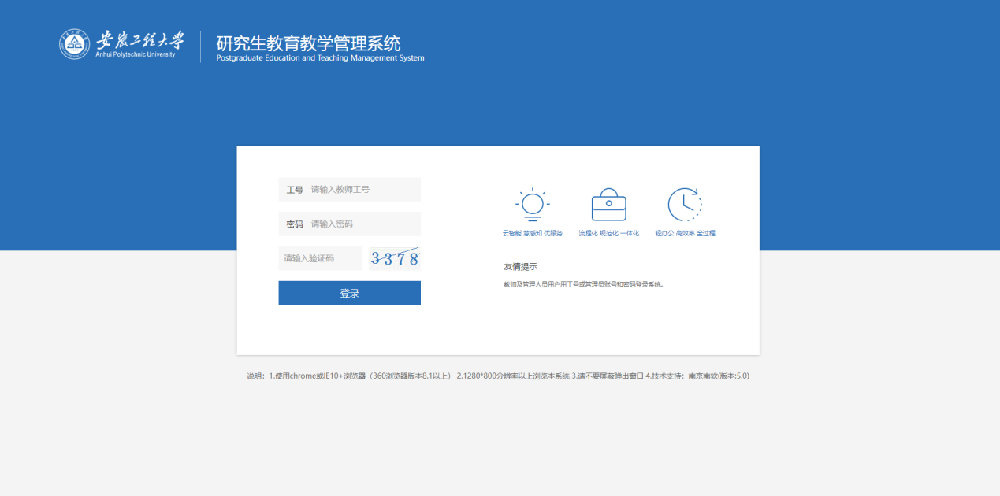 安徽工程大学
Anhui Polytechnic University
研究生教育教学管理系统
Postgraduate Education and Teaching Management System
工号 请输入教师工号
密码 请输入密码
请输入验证码 3378
登录
云智能 慧感知 优服务
流程化 规范化 一体化
轻办公 高效率 全过程
友情提示
教师及管理人员用户用工号或管理员账号和密码登录系统。
说明：1.使用chrome或IE10+浏览器（360浏览器版本8.1以上） 2.1280*800分辨率以上浏览本系统 3.请不要屏蔽弹出窗口 4.技术支持：南京南软(版本:5.0)